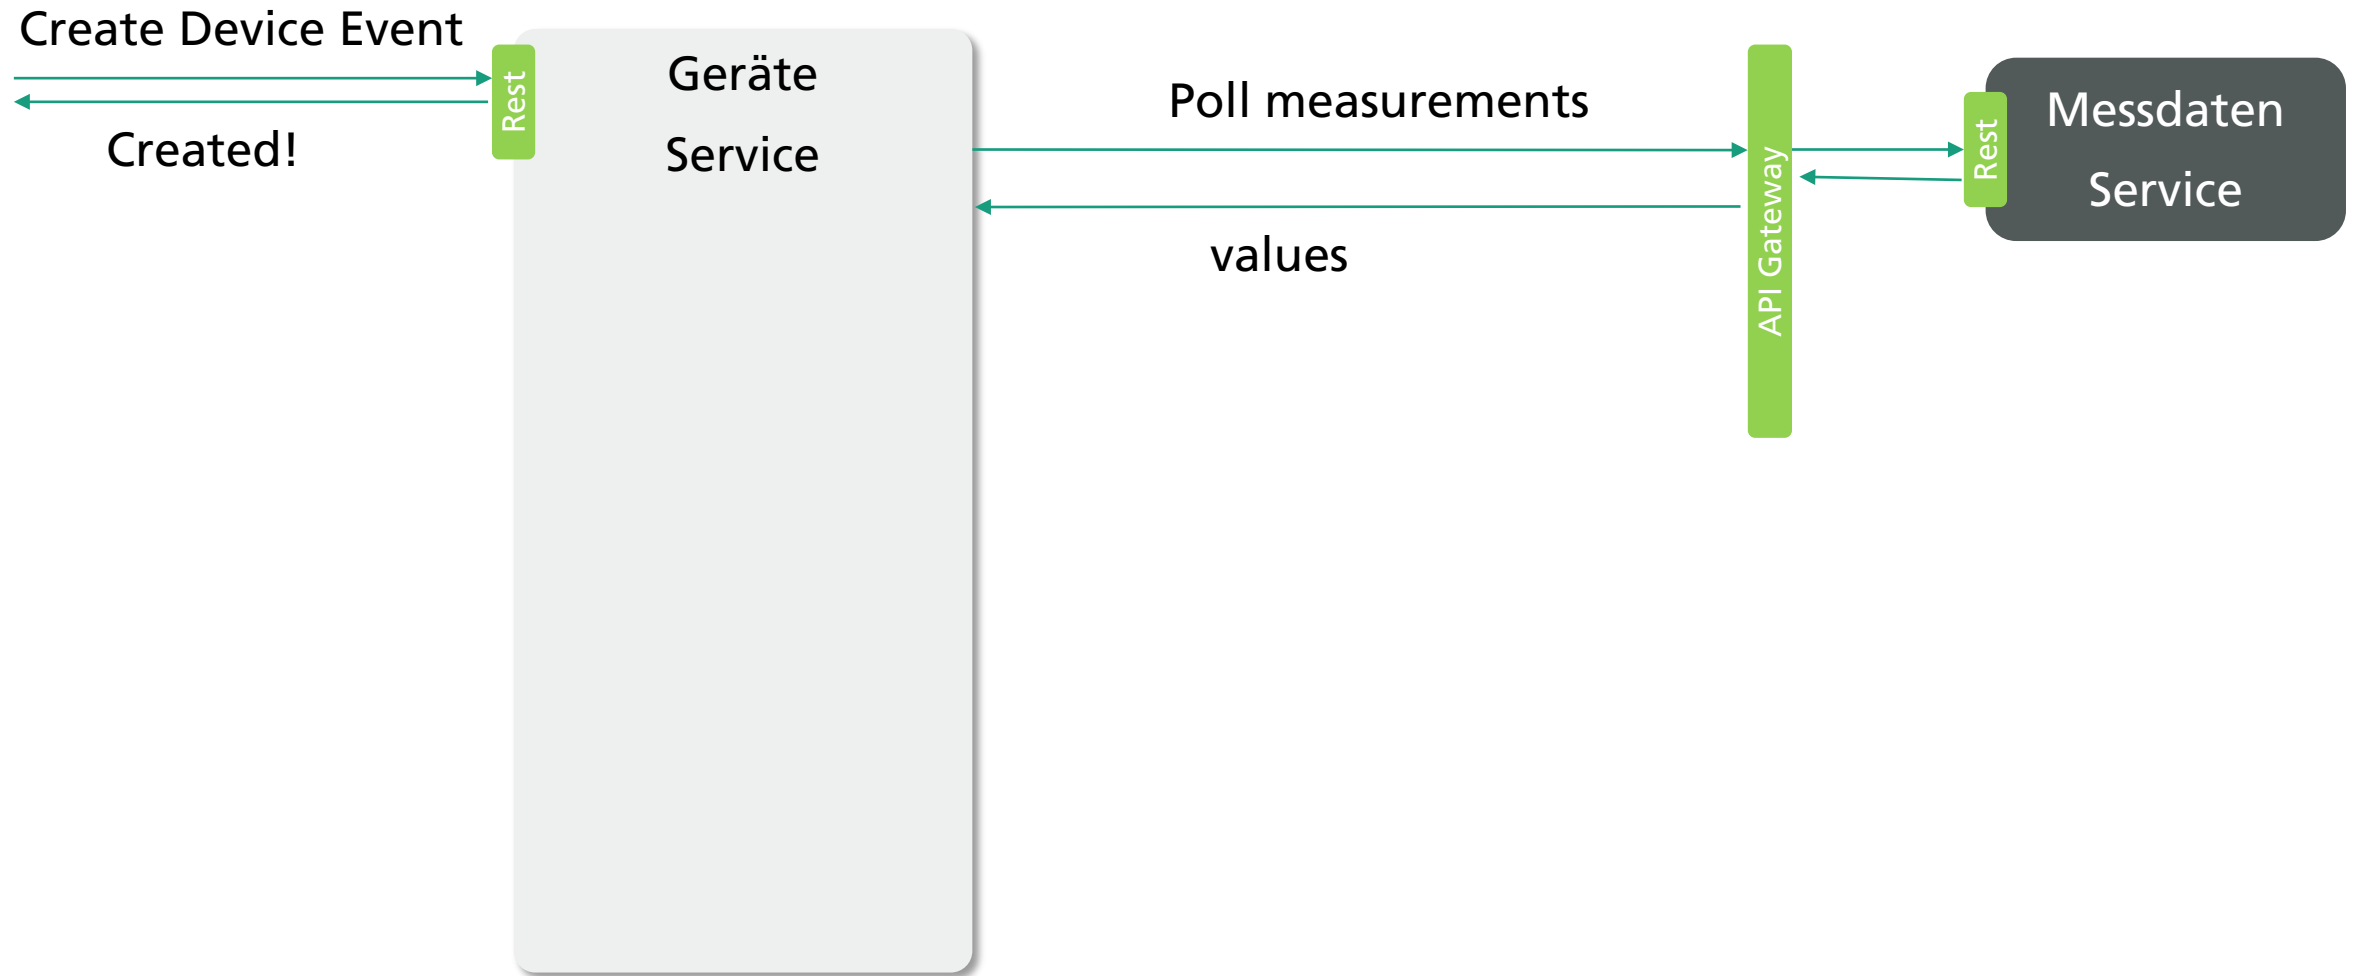 Create Device Event
Created!
Rest
Geräte
Service
Poll measurements
values
API Gateway
Rest
Messdaten
Service